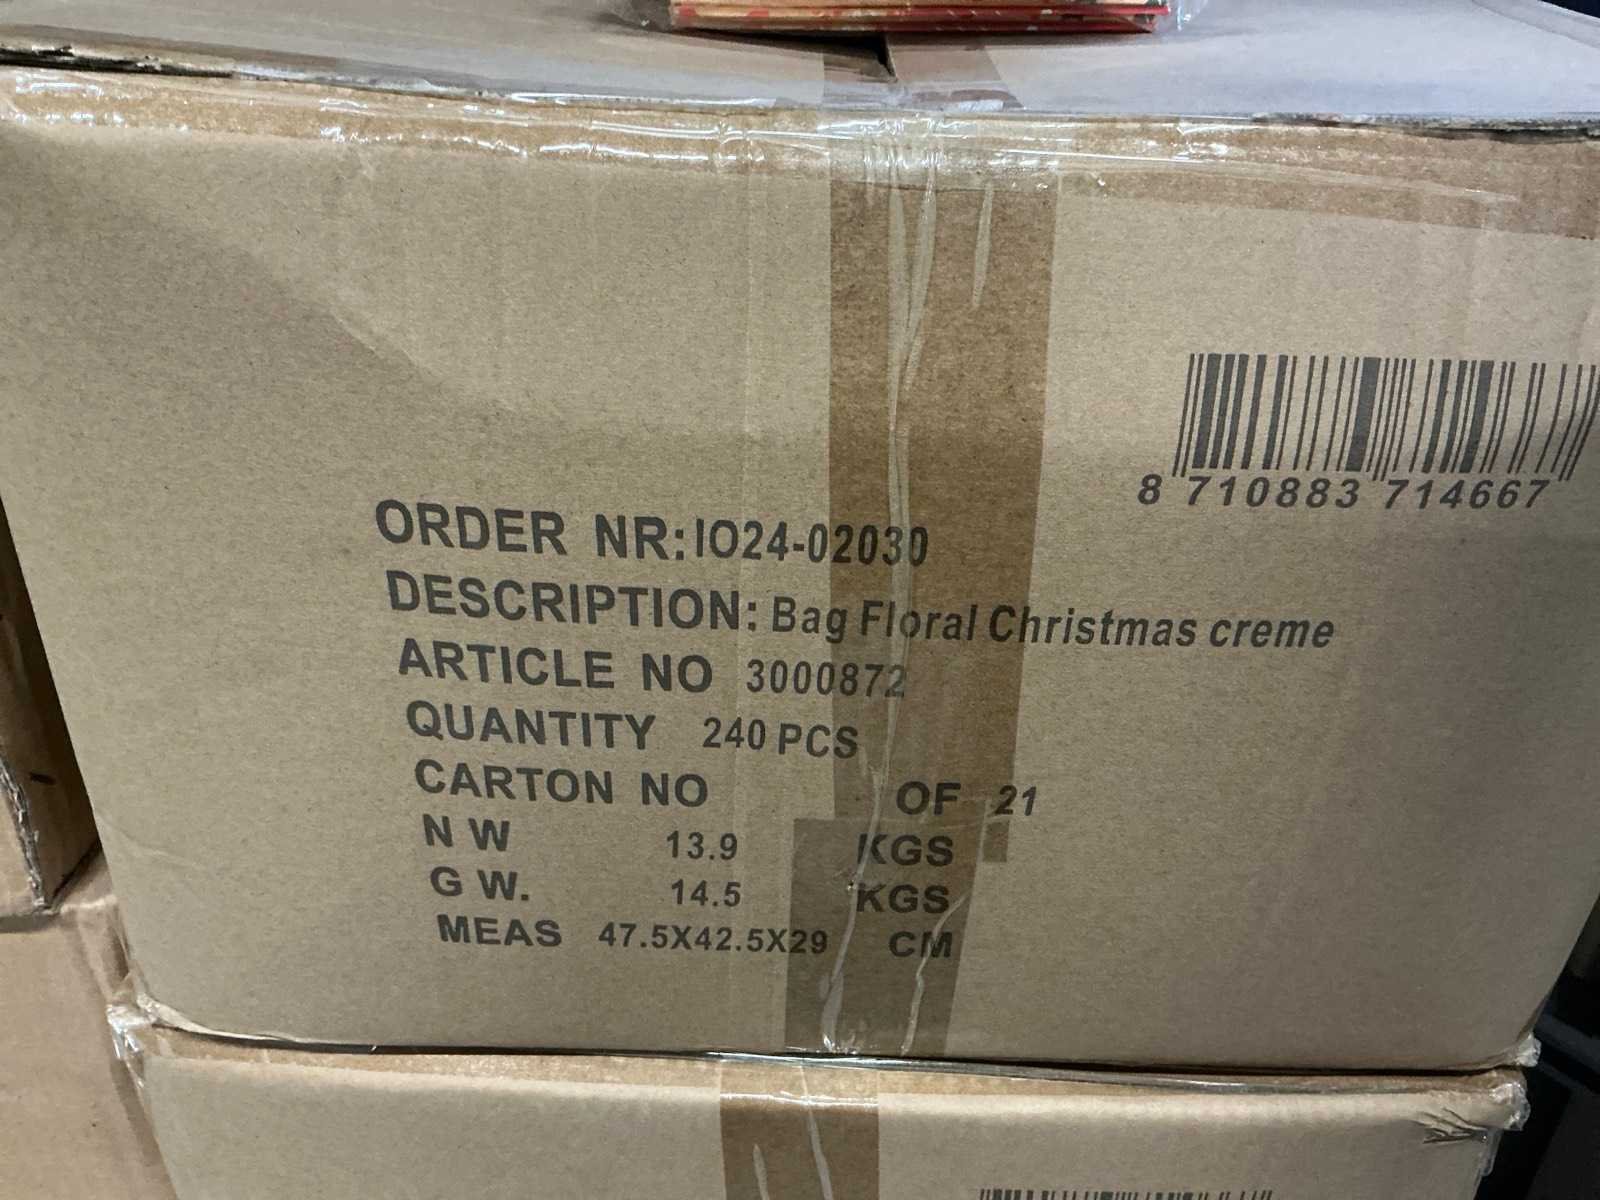 8 710883 714667
ORDER NR:IO24-02030
DESCRIPTION: Bag Floral Christmas creme
ARTICLE NO 3000872
QUANTITY 240 PCS
CARTON NO OF 21
N W 13.9 KGS
G W. 14.5 KGS
MEAS 47.5X42.5X29 CM